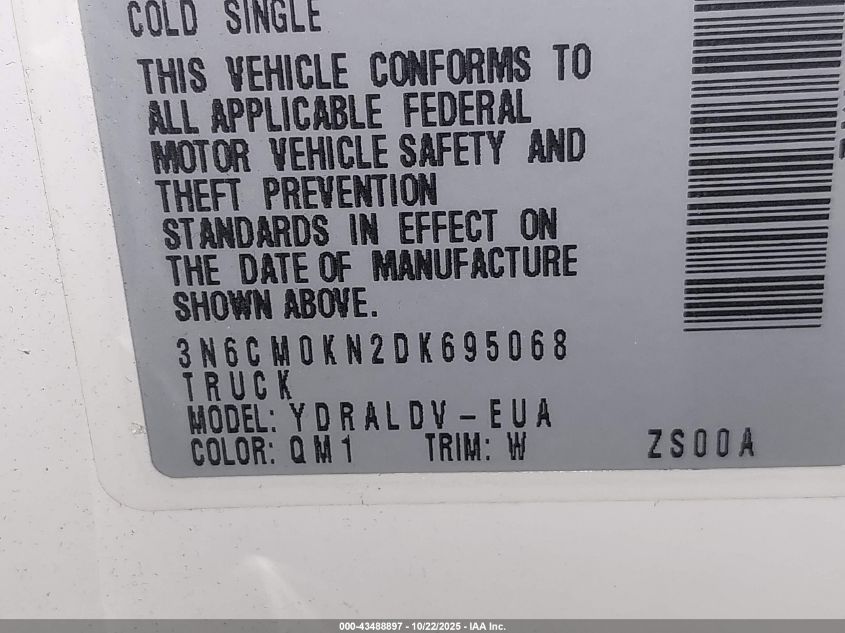 COLD SINGLE
THIS VEHICLE CONFORMS TO
ALL APPLICABLE FEDERAL
MOTOR VEHICLE SAFETY AND
THEFT PREVENTION
STANDARDS IN EFFECT ON
THE DATE OF MANUFACTURE
SHOWN ABOVE.
3N6CM0KN2DK695068
TRUCK
MODEL: YDRALDV-EUA
COLOR: QM1 TRIM: W ZS00A
000-43488897 - 10/22/2025 - IAA Inc.